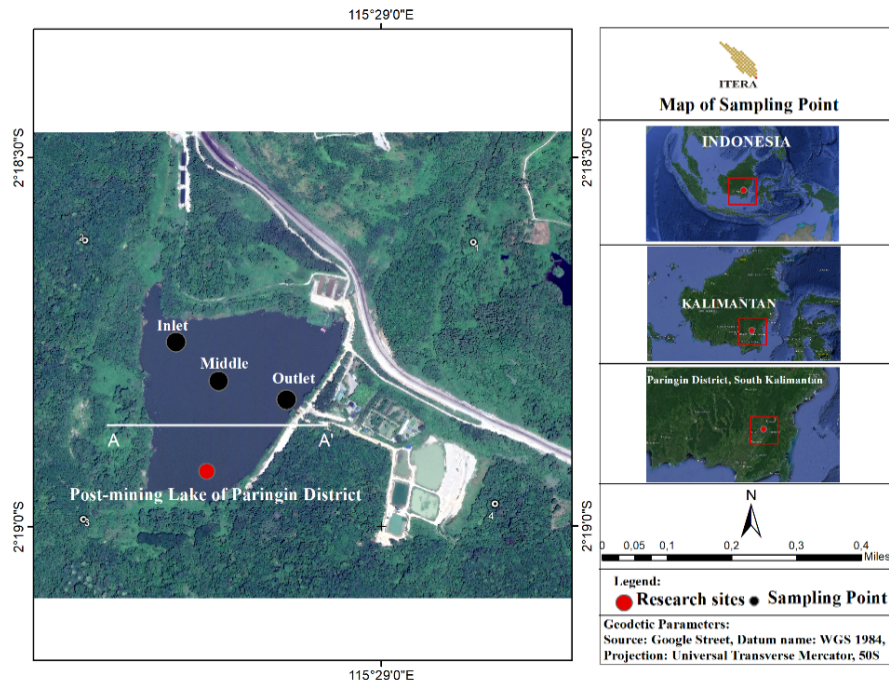 115°29'0"E
2°18'30"S
2°18'30"S
2
1
Inlet
Middle
Outlet
A
A'
Post-mining Lake of Paringin District
3
4
2°19'0"S
2°19'0"S
115°29'0"E
ITERA
Map of Sampling Point
INDONESIA
KALIMANTAN
Paringin District, South Kalimantan
N
0 0,05 0,1 0,2 0,3 0,4
Miles
Legend:
Research sites Sampling Point
Geodetic Parameters:
Source: Google Street, Datum name: WGS 1984,
Projection: Universal Transverse Mercator, 50S